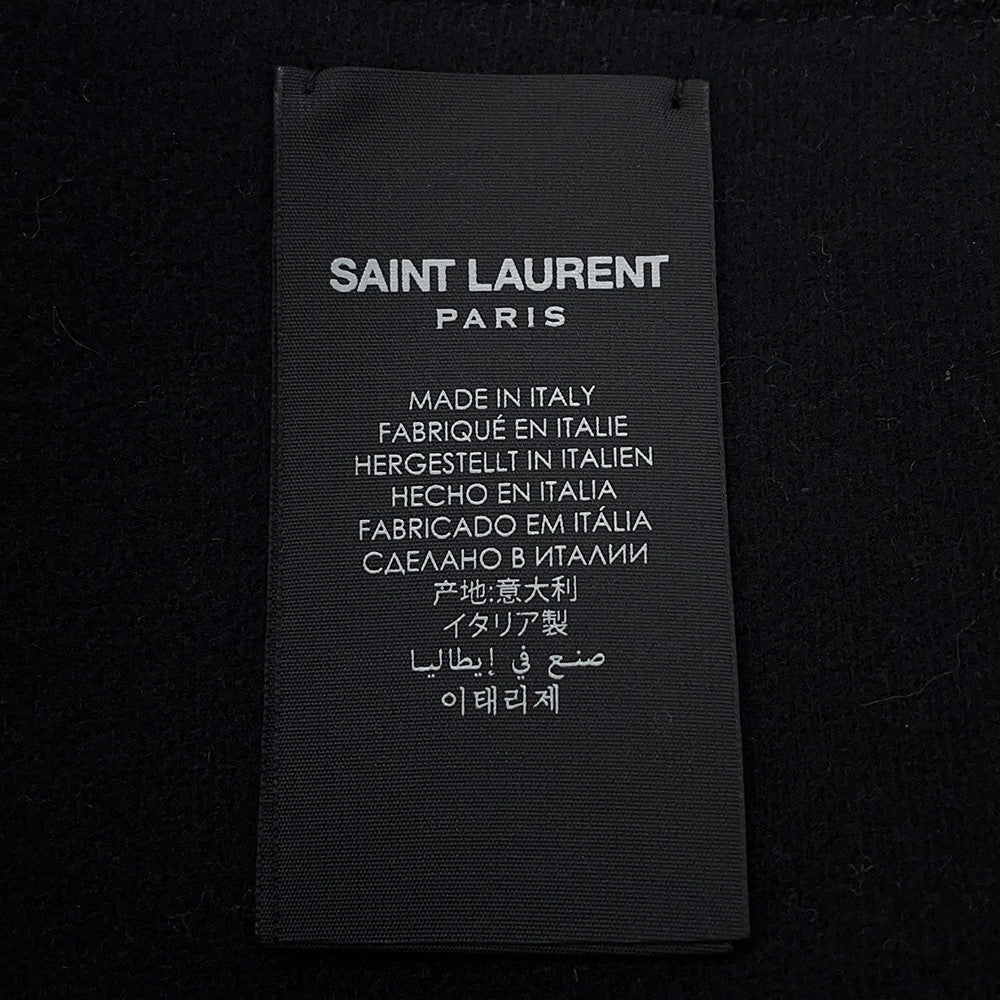 SAINT LAURENT
PARIS
MADE IN ITALY
FABRIQUÉ EN ITALIE
HERGESTELLT IN ITALIEN
HECHO EN ITALIA
FABRICADO EM ITÁLIA
СДЕЛАНО В ИТАЛИИ
产地:意大利
イタリア製
صنع في إيطاليا
이태리제